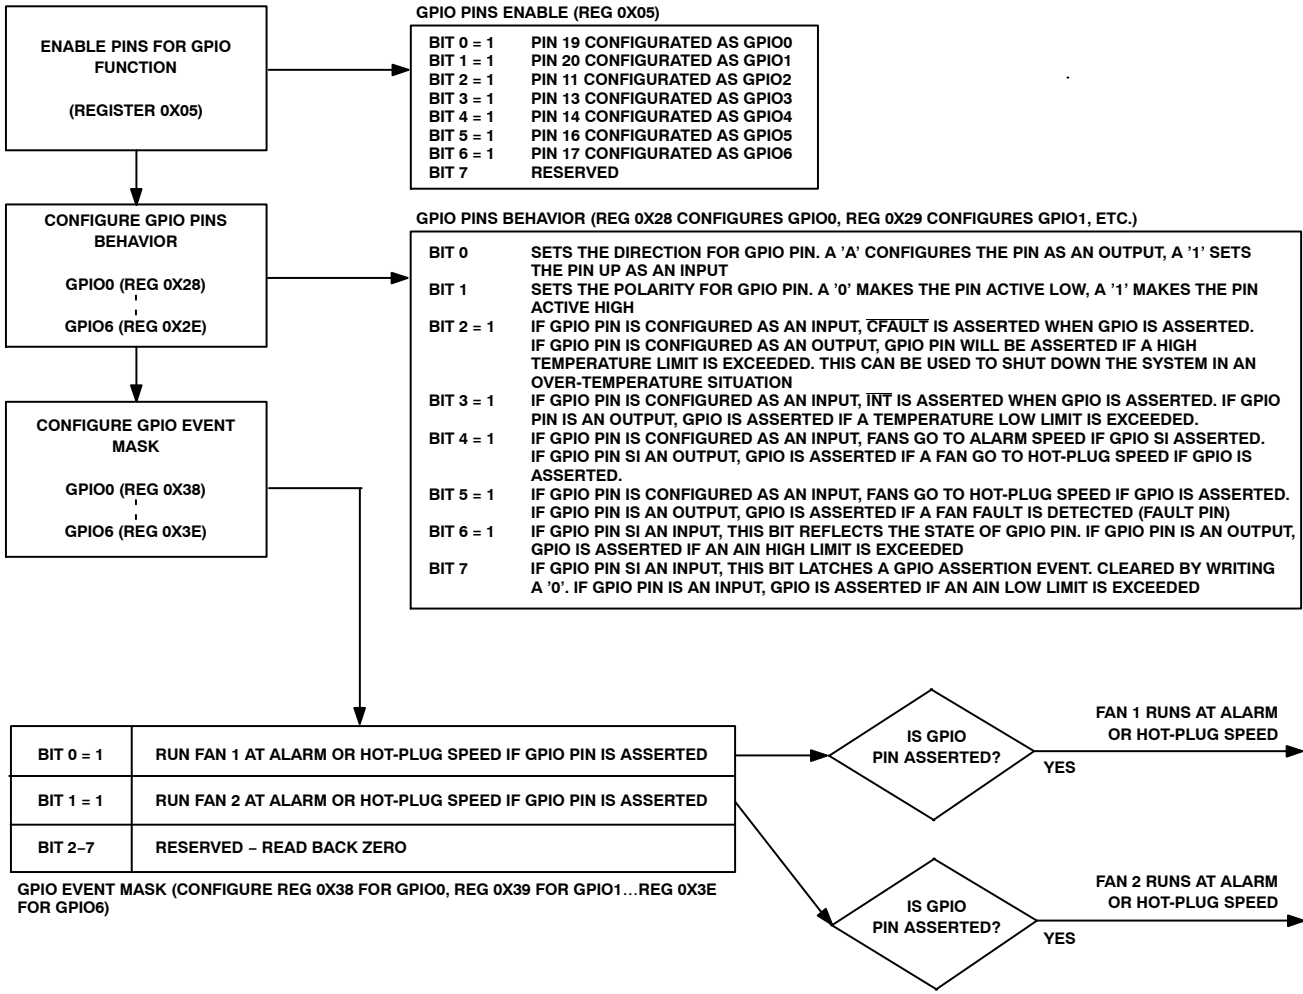 ENABLE PINS FOR GPIO
FUNCTION
(REGISTER 0X05)
GPIO PINS ENABLE (REG 0X05)
BIT 0 = 1 PIN 19 CONFIGURATED AS GPIO0
BIT 1 = 1 PIN 20 CONFIGURATED AS GPIO1
BIT 2 = 1 PIN 11 CONFIGURATED AS GPIO2
BIT 3 = 1 PIN 13 CONFIGURATED AS GPIO3
BIT 4 = 1 PIN 14 CONFIGURATED AS GPIO4
BIT 5 = 1 PIN 16 CONFIGURATED AS GPIO5
BIT 6 = 1 PIN 17 CONFIGURATED AS GPIO6
BIT 7 RESERVED
CONFIGURE GPIO PINS
BEHAVIOR
GPIO0 (REG 0X28)
GPIO6 (REG 0X2E)
GPIO PINS BEHAVIOR (REG 0X28 CONFIGURES GPIO0, REG 0X29 CONFIGURES GPIO1, ETC.)
BIT 0 SETS THE DIRECTION FOR GPIO PIN. A ’A’ CONFIGURES THE PIN AS AN OUTPUT, A ’1’ SETS
THE PIN UP AS AN INPUT
BIT 1 SETS THE POLARITY FOR GPIO PIN. A ’0’ MAKES THE PIN ACTIVE LOW, A ’1’ MAKES THE PIN
ACTIVE HIGH
BIT 2 = 1 IF GPIO PIN IS CONFIGURED AS AN INPUT, CFAULT IS ASSERTED WHEN GPIO IS ASSERTED.
IF GPIO PIN IS CONFIGURED AS AN OUTPUT, GPIO PIN WILL BE ASSERTED IF A HIGH
TEMPERATURE LIMIT IS EXCEEDED. THIS CAN BE USED TO SHUT DOWN THE SYSTEM IN AN
OVER-TEMPERATURE SITUATION
BIT 3 = 1 IF GPIO PIN IS CONFIGURED AS AN INPUT, INT IS ASSERTED WHEN GPIO IS ASSERTED. IF GPIO
PIN IS AN OUTPUT, GPIO IS ASSERTED IF A TEMPERATURE LOW LIMIT IS EXCEEDED.
BIT 4 = 1 IF GPIO PIN IS CONFIGURED AS AN INPUT, FANS GO TO ALARM SPEED IF GPIO SI ASSERTED.
IF GPIO PIN SI AN OUTPUT, GPIO IS ASSERTED IF A FAN GO TO HOT-PLUG SPEED IF GPIO IS
ASSERTED.
BIT 5 = 1 IF GPIO PIN IS CONFIGURED AS AN INPUT, FANS GO TO HOT-PLUG SPEED IF GPIO IS ASSERTED.
IF GPIO PIN IS AN OUTPUT, GPIO IS ASSERTED IF A FAN FAULT IS DETECTED (FAULT PIN)
BIT 6 = 1 IF GPIO PIN SI AN INPUT, THIS BIT REFLECTS THE STATE OF GPIO PIN. IF GPIO PIN IS AN OUTPUT,
GPIO IS ASSERTED IF AN AIN HIGH LIMIT IS EXCEEDED
BIT 7 IF GPIO PIN SI AN INPUT, THIS BIT LATCHES A GPIO ASSERTION EVENT. CLEARED BY WRITING
A ’0’. IF GPIO PIN IS AN INPUT, GPIO IS ASSERTED IF AN AIN LOW LIMIT IS EXCEEDED
CONFIGURE GPIO EVENT
MASK
GPIO0 (REG 0X38)
GPIO6 (REG 0X3E)
BIT 0 = 1 RUN FAN 1 AT ALARM OR HOT-PLUG SPEED IF GPIO PIN IS ASSERTED
BIT 1 = 1 RUN FAN 2 AT ALARM OR HOT-PLUG SPEED IF GPIO PIN IS ASSERTED
BIT 2–7 RESERVED – READ BACK ZERO
GPIO EVENT MASK (CONFIGURE REG 0X38 FOR GPIO0, REG 0X39 FOR GPIO1...REG 0X3E
FOR GPIO6)
IS GPIO
PIN ASSERTED?
FAN 1 RUNS AT ALARM
OR HOT-PLUG SPEED
YES
IS GPIO
PIN ASSERTED?
FAN 2 RUNS AT ALARM
OR HOT-PLUG SPEED
YES